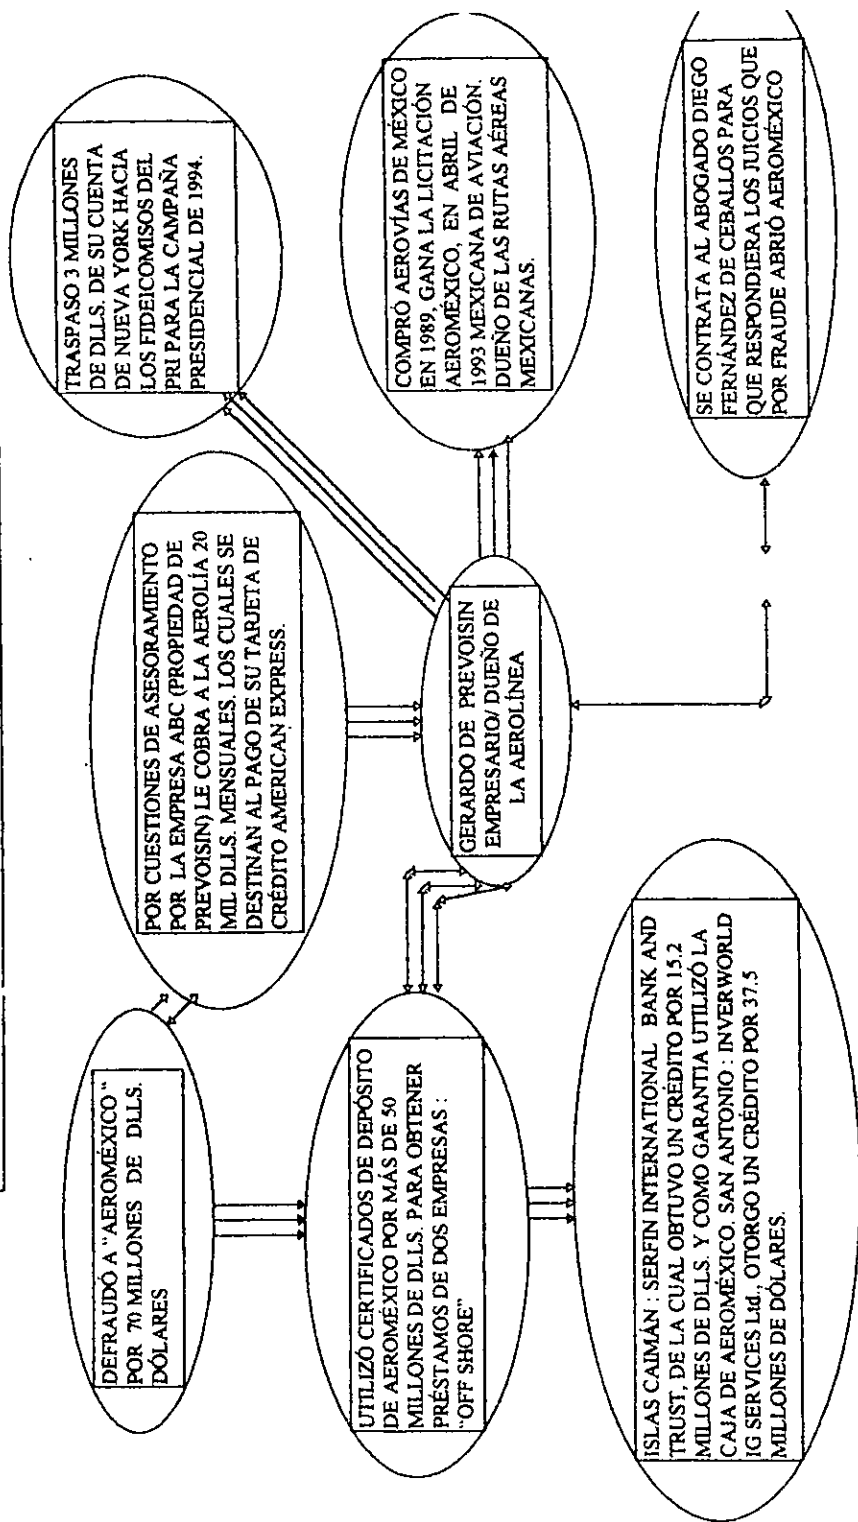 DEFRAUDÓ A "AEROMÉXICO"
POR 70 MILLONES DE DLLS.
DÓLARES
POR CUESTIONES DE ASESORAMIENTO
POR LA EMPRESA ABC (PROPIEDAD DE
PREVOISIN) LE COBRA A LA AEROLÍA 20
MIL DLLS. MENSUALES, LOS CUALES SE
DESTINAN AL PAGO DE SU TARJETA DE
CRÉDITO AMERICAN EXPRESS.
TRASPASO 3 MILLONES
DE DLLS. DE SU CUENTA
DE NUEVA YORK HACIA
LOS FIDEICOMISOS DEL
PRI PARA LA CAMPAÑA
PRESIDENCIAL DE 1994.
UTILIZÓ CERTIFICADOS DE DEPÓSITO
DE AEROMÉXICO POR MÁS DE 50
MILLONES DE DLLS. PARA OBTENER
PRÉSTAMOS DE DOS EMPRESAS :
"OFF SHORE"
GERARDO DE PREVOISIN
EMPRESARIO/ DUEÑO DE
LA AEROLÍNEA
COMPRÓ AEROVÍAS DE MÉXICO
EN 1989, GANA LA LICITACIÓN
AEROMÉXICO, EN ABRIL DE
1993 MEXICANA DE AVIACIÓN.
DUEÑO DE LAS RUTAS AÉREAS
MEXICANAS.
ISLAS CAIMÁN : SERFIN INTERNATIONAL BANK AND
TRUST, DE LA CUAL OBTUVO UN CRÉDITO POR 15.2
MILLONES DE DLLS. Y COMO GARANTIA UTILIZÓ LA
CAJA DE AEROMÉXICO. SAN ANTONIO : INVERWORLD
IG SERVICES Ltd., OTORGO UN CRÉDITO POR 37.5
MILLONES DE DÓLARES.
SE CONTRATA AL ABOGADO DIEGO
FERNÁNDEZ DE CEBALLOS PARA
QUE RESPONDIERA LOS JUICIOS QUE
POR FRAUDE ABRIÓ AEROMÉXICO